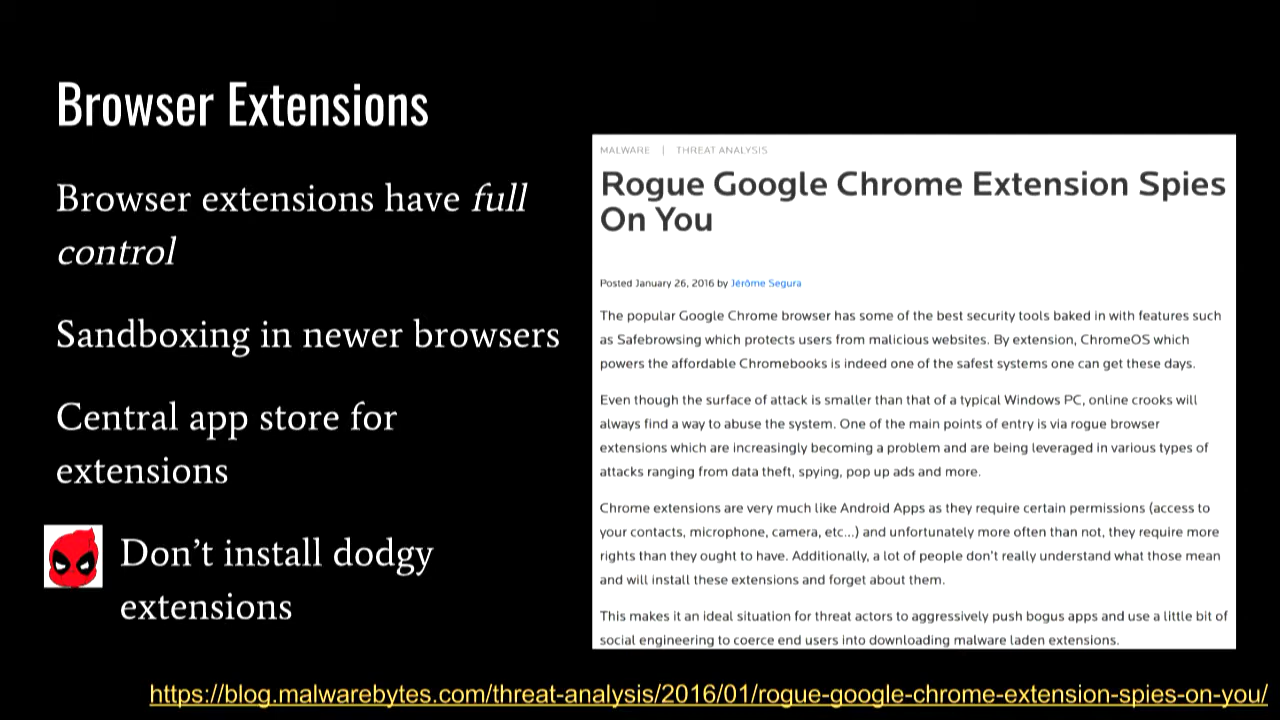 Browser Extensions
Browser extensions have full
control
Sandboxing in newer browsers
Central app store for
extensions
Don’t install dodgy
extensions
MALWARE | THREAT ANALYSIS
Rogue Google Chrome Extension Spies
On You
Posted January 26, 2016 by Jérôme Segura
The popular Google Chrome browser has some of the best security tools baked in with features such
as Safebrowsing which protects users from malicious websites. By extension, ChromeOS which
powers the affordable Chromebooks is indeed one of the safest systems one can get these days.
Even though the surface of attack is smaller than that of a typical Windows PC, online crooks will
always find a way to abuse the system. One of the main points of entry is via rogue browser
extensions which are increasingly becoming a problem and are being leveraged in various types of
attacks ranging from data theft, spying, pop up ads and more.
Chrome extensions are very much like Android Apps as they require certain permissions (access to
your contacts, microphone, camera, etc…) and unfortunately more often than not, they require more
rights than they ought to have. Additionally, a lot of people don't really understand what those mean
and will install these extensions and forget about them.
This makes it an ideal situation for threat actors to aggressively push bogus apps and use a little bit of
social engineering to coerce end users into downloading malware laden extensions.
https://blog.malwarebytes.com/threat-analysis/2016/01/rogue-google-chrome-extension-spies-on-you/